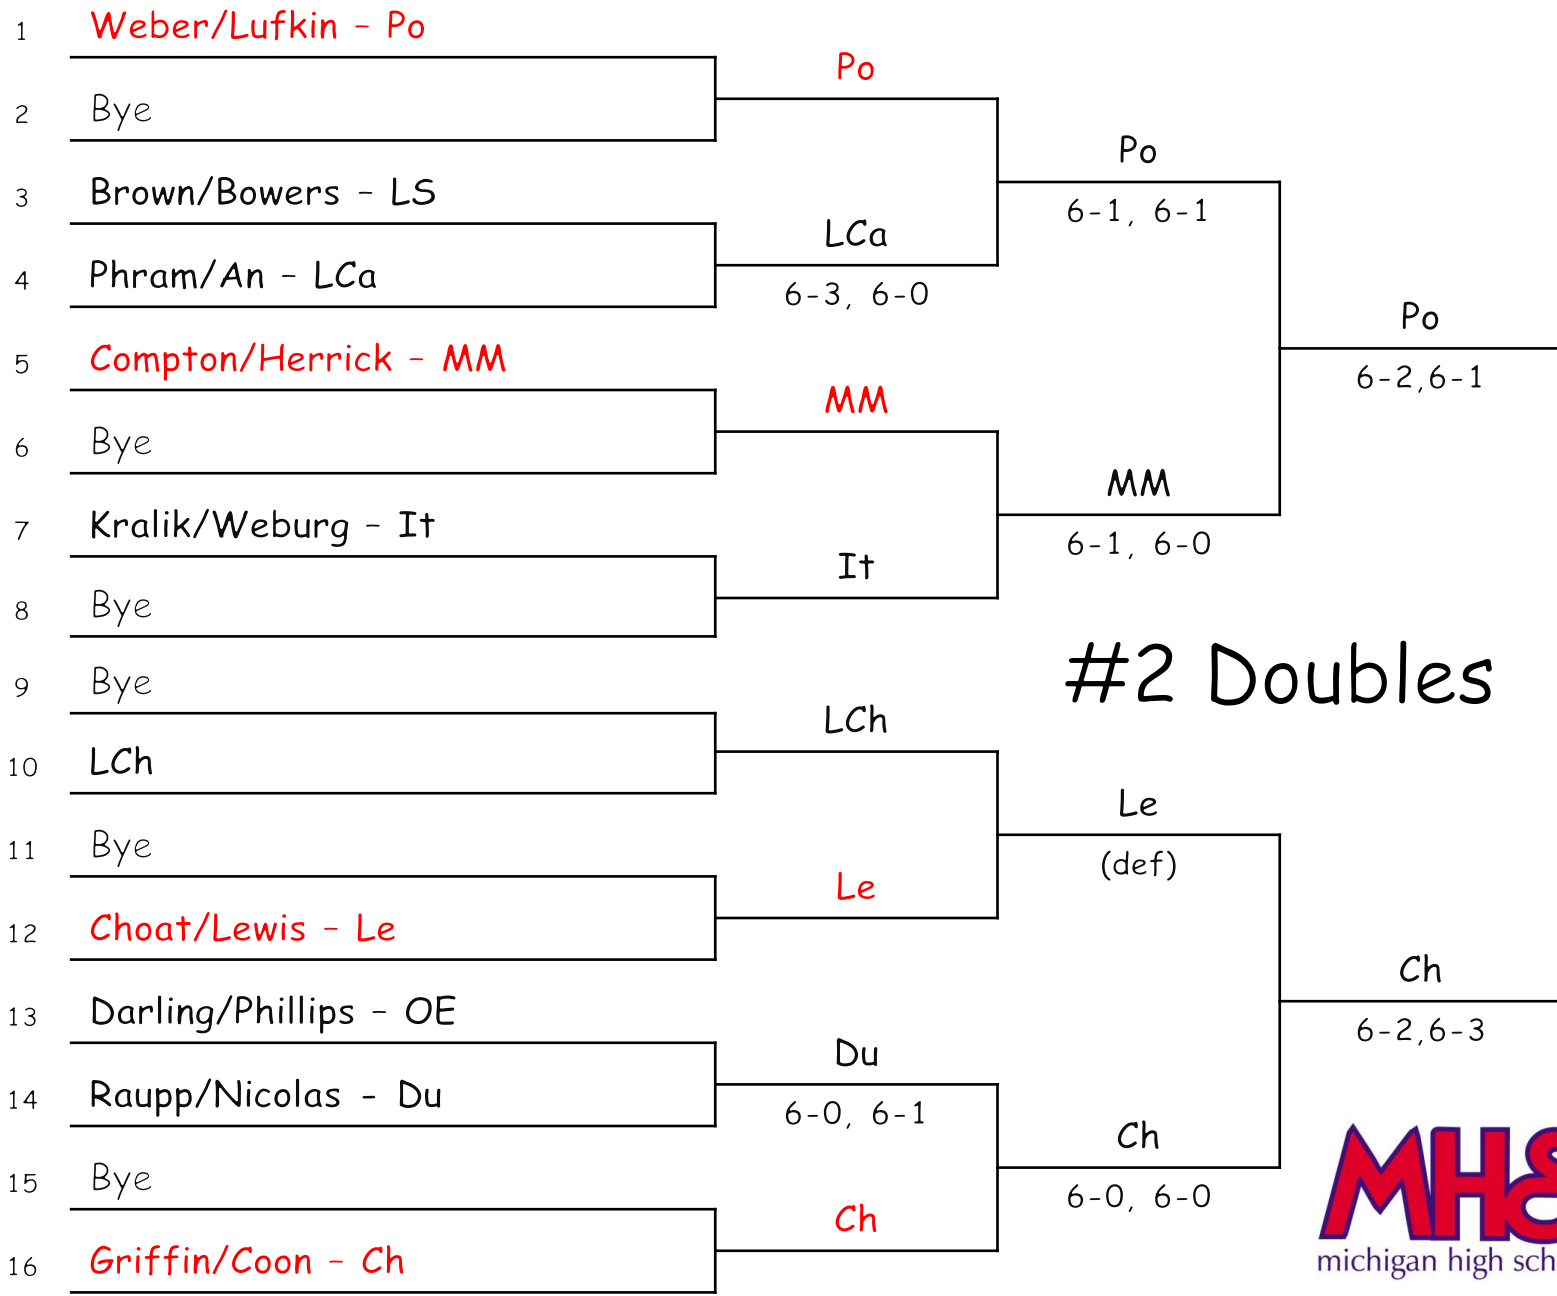 1 Weber/Lufkin - Po
2 Bye
3 Brown/Bowers - LS
4 Phram/An - LCa
5 Compton/Herrick - MM
6 Bye
7 Kralik/Weburg - It
8 Bye
9 Bye
10 LCh
11 Bye
12 Choat/Lewis - Le
13 Darling/Phillips - OE
14 Raupp/Nicolas - Du
15 Bye
16 Griffin/Coon - Ch
Po
LCa
6-3, 6-0
MM
It
LCh
Le
Du
6-0, 6-1
Ch
Po
6-1, 6-1
MM
6-1, 6-0
#2 Doubles
Le
(def)
Ch
6-0, 6-0
Po
6-2,6-1
Ch
6-2,6-3
MH
michigan high sch